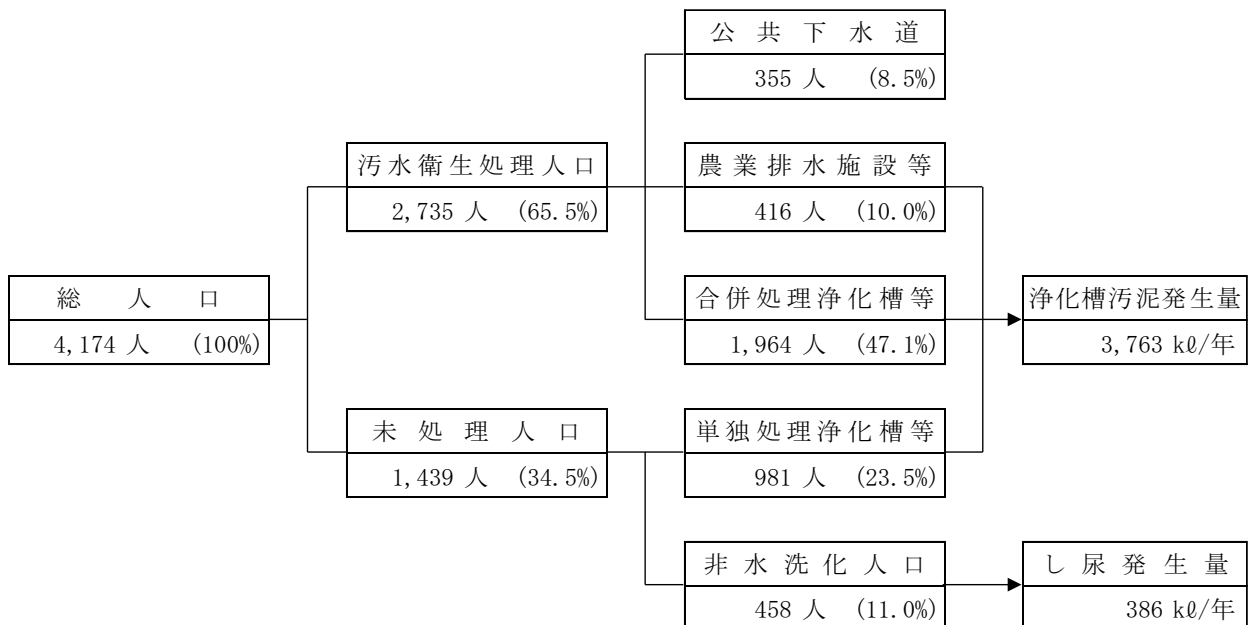 公共下水道
355 人 (8.5%)
汚水衛生処理人口
2,735 人 (65.5%)
農業排水施設等
416 人 (10.0%)
総人口
4,174 人 (100%)
合併処理浄化槽等
1,964 人 (47.1%)
浄化槽汚泥発生量
3,763 kℓ/年
未処理人口
1,439 人 (34.5%)
単独処理浄化槽等
981 人 (23.5%)
非水洗化人口
458 人 (11.0%)
し尿発生量
386 kℓ/年